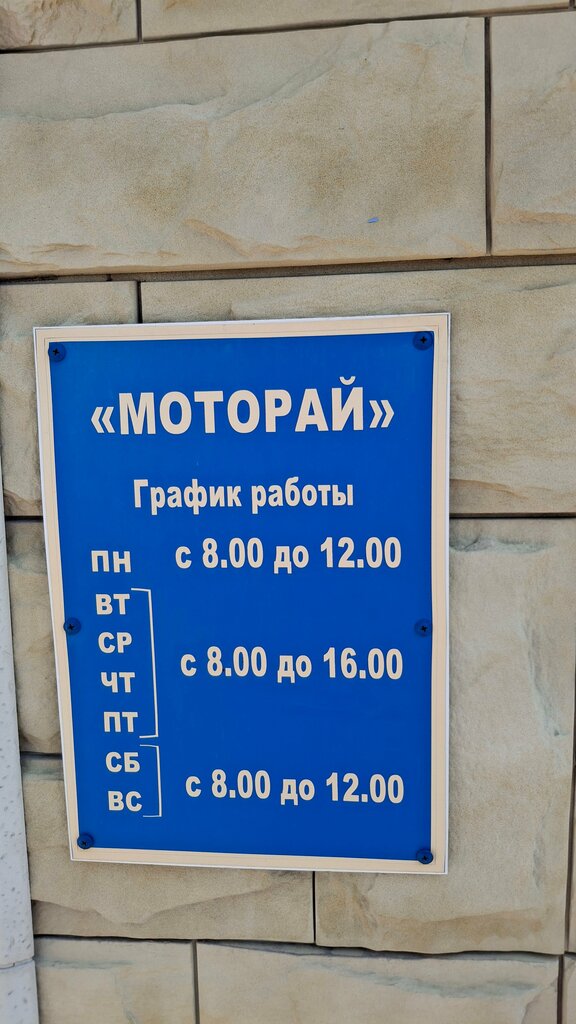 «МОТОРАЙ»
График работы
ПН с 8.00 до 12.00
ВТ
СР
с 8.00 до 16.00
ЧТ
ПТ
СБ
с 8.00 до 12.00
ВС